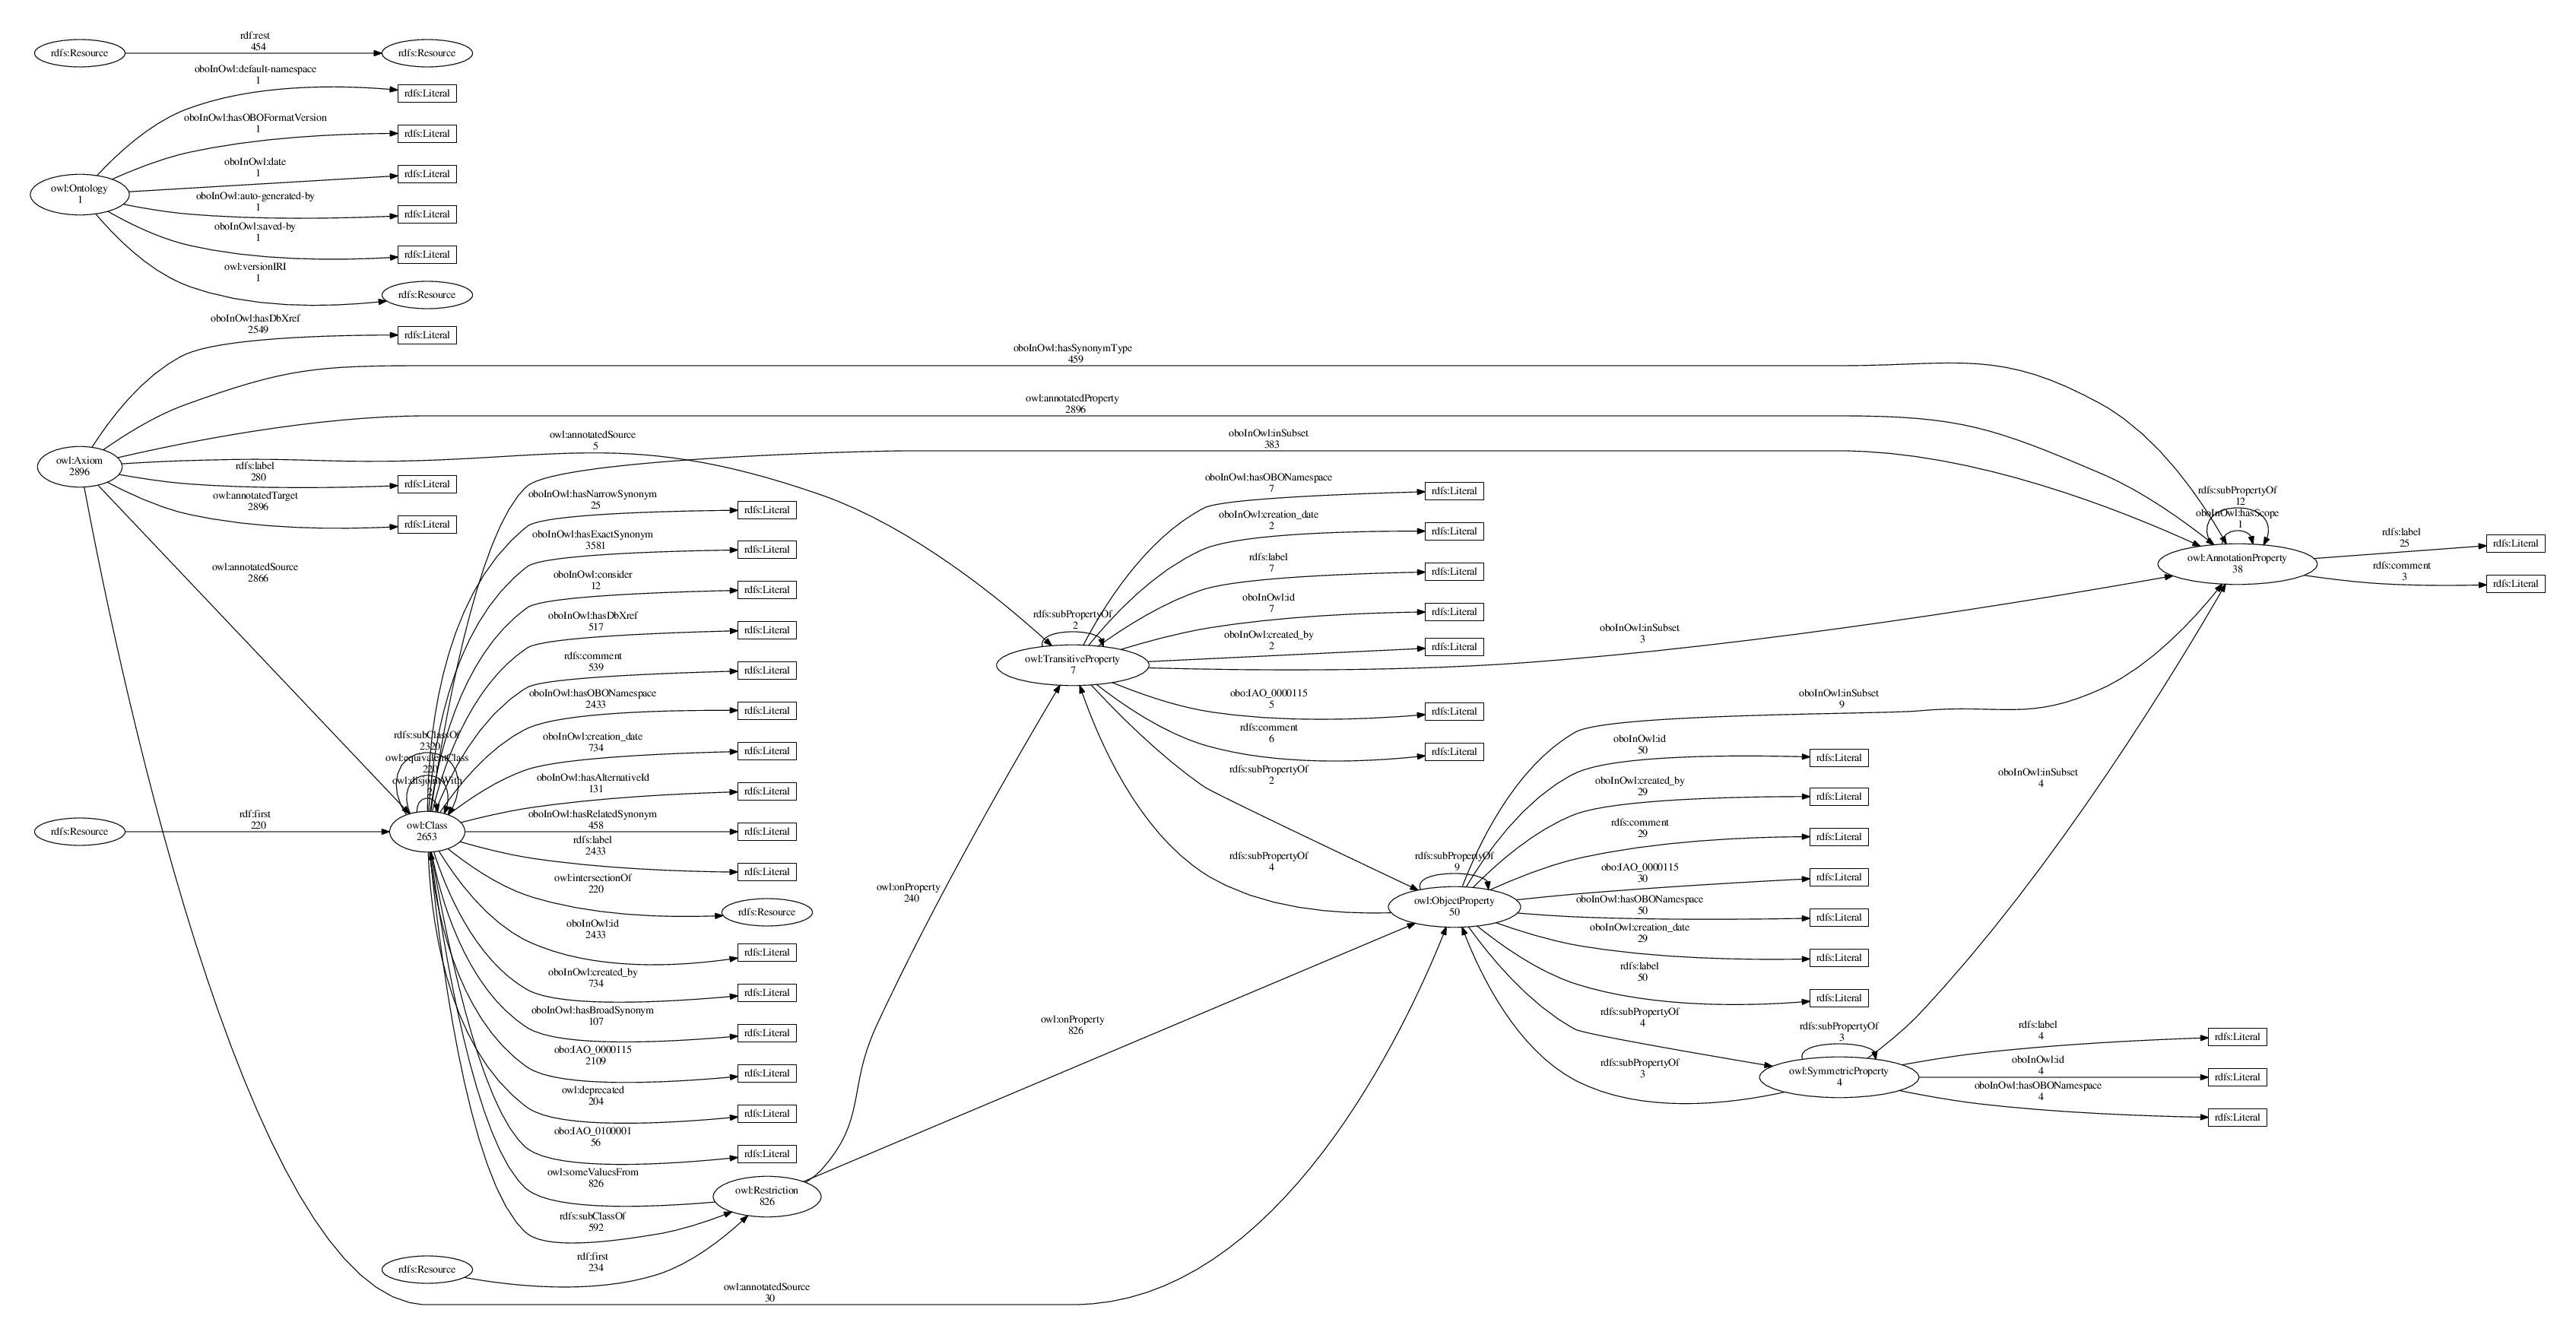 rdfs:Resource
rdf:rest
454
rdfs:Resource
oboInOwl:default-namespace
1
rdfs:Literal
oboInOwl:hasOBOFormatVersion
1
rdfs:Literal
oboInOwl:date
1
rdfs:Literal
owl:Ontology
1
oboInOwl:auto-generated-by
1
rdfs:Literal
oboInOwl:saved-by
1
rdfs:Literal
owl:versionIRI
1
rdfs:Resource
oboInOwl:hasDbXref
2549
rdfs:Literal
oboInOwl:hasSynonymType
459
owl:annotatedProperty
2896
owl:annotatedSource
5
oboInOwl:inSubset
383
owl:Axiom
2896
rdfs:label
280
rdfs:Literal
owl:annotatedTarget
2896
rdfs:Literal
owl:annotatedSource
2866
oboInOwl:hasNarrowSynonym
25
rdfs:Literal
oboInOwl:hasExactSynonym
3581
rdfs:Literal
oboInOwl:consider
12
rdfs:Literal
oboInOwl:hasDbXref
517
rdfs:Literal
rdfs:comment
539
rdfs:Literal
oboInOwl:hasOBONamespace
2433
rdfs:Literal
oboInOwl:creation_date
734
rdfs:Literal
oboInOwl:hasAlternativeId
131
rdfs:Literal
rdfs:subClassOf
2320
owl:equivalentClass
220
owl:disjointWith
2
rdfs:Resource
rdf:first
220
owl:Class
2653
oboInOwl:hasRelatedSynonym
458
rdfs:Literal
rdfs:label
2433
rdfs:Literal
owl:intersectionOf
220
rdfs:Resource
oboInOwl:id
2433
rdfs:Literal
oboInOwl:created_by
734
rdfs:Literal
oboInOwl:hasBroadSynonym
107
rdfs:Literal
obo:IAO_0000115
2109
rdfs:Literal
owl:deprecated
204
rdfs:Literal
obo:IAO_0100001
56
rdfs:Literal
owl:someValuesFrom
826
owl:Restriction
826
rdfs:subClassOf
592
rdfs:Resource
rdf:first
234
owl:annotatedSource
30
owl:onProperty
240
owl:onProperty
826
oboInOwl:hasOBONamespace
7
rdfs:Literal
oboInOwl:creation_date
2
rdfs:Literal
rdfs:label
7
rdfs:Literal
oboInOwl:id
7
rdfs:Literal
rdfs:subPropertyOf
2
oboInOwl:created_by
2
rdfs:Literal
owl:TransitiveProperty
7
oboInOwl:inSubset
3
obo:IAO_0000115
5
rdfs:Literal
rdfs:comment
6
rdfs:Literal
rdfs:subPropertyOf
2
rdfs:subPropertyOf
4
oboInOwl:inSubset
9
oboInOwl:id
50
rdfs:Literal
oboInOwl:created_by
29
rdfs:Literal
rdfs:comment
29
rdfs:Literal
rdfs:subPropertyOf
9
obo:IAO_0000115
30
rdfs:Literal
owl:ObjectProperty
50
oboInOwl:hasOBONamespace
50
rdfs:Literal
oboInOwl:creation_date
29
rdfs:Literal
rdfs:label
50
rdfs:Literal
rdfs:subPropertyOf
4
rdfs:subPropertyOf
3
oboInOwl:inSubset
4
rdfs:subPropertyOf
3
owl:SymmetricProperty
4
rdfs:label
4
rdfs:Literal
oboInOwl:id
4
rdfs:Literal
oboInOwl:hasOBONamespace
4
rdfs:Literal
rdfs:subPropertyOf
12
oboInOwl:hasScope
1
owl:AnnotationProperty
38
rdfs:label
25
rdfs:Literal
rdfs:comment
3
rdfs:Literal